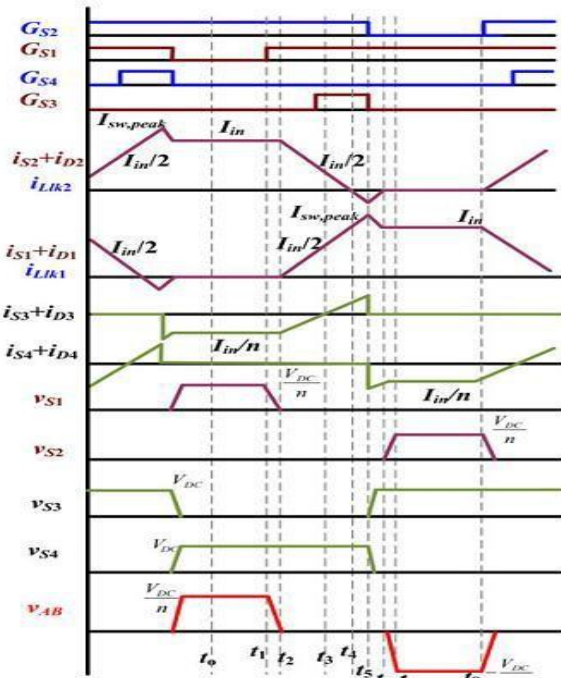 G_S2
G_S1
G_S4
G_S3
I_sw,peak
I_in
i_S2+i_D2
I_in/2
I_in/2
i_Llk2
I_sw,peak
I_in
i_S1+i_D1
I_in/2
I_in/2
i_Llk1
i_S3+i_D3
I_in/n
i_S4+i_D4
I_in/n
V_DC/n
v_S1
V_DC/n
v_S2
V_DC
v_S3
V_DC
v_S4
V_DC/n
v_AB
t_o t_1 t_2 t_3 t_4 t_5
-V_DC